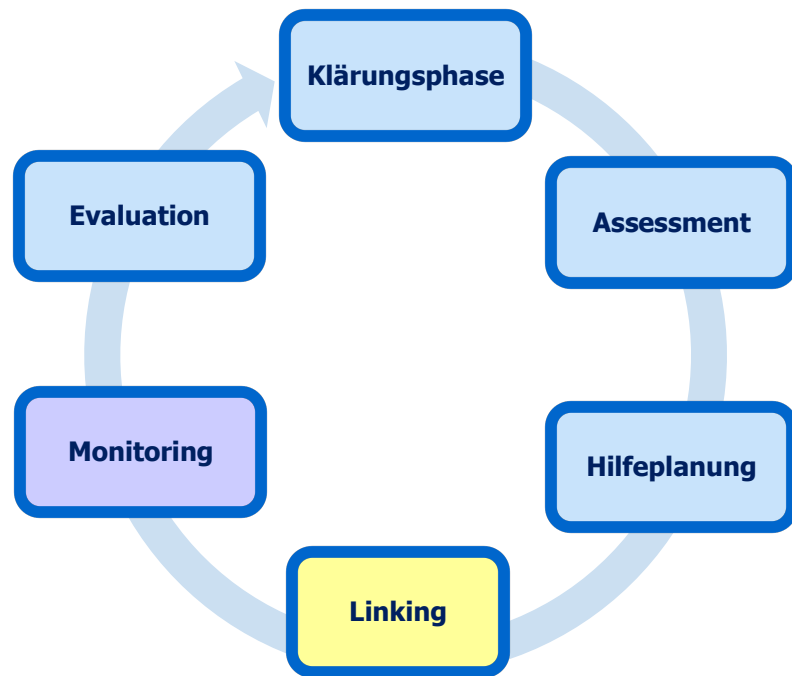 Klärungsphase
Assessment
Hilfeplanung
Linking
Monitoring
Evaluation